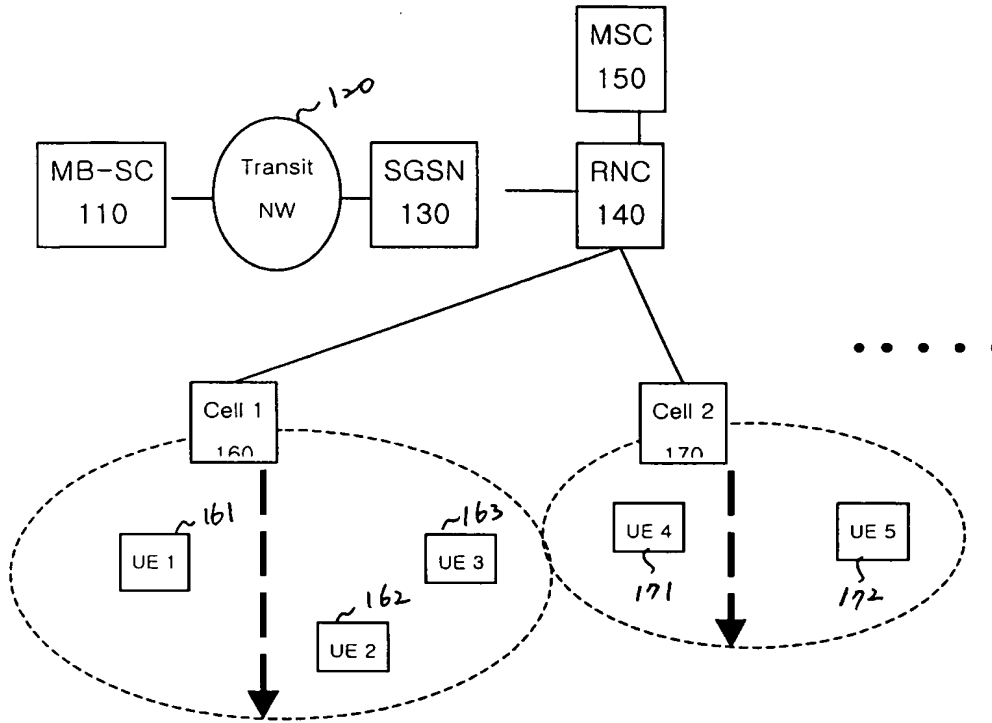 MSC
150
120
MB-SC
110
Transit
NW
SGSN
130
RNC
140
Cell 1
160
Cell 2
170
161
UE 1
163
UE 3
162
UE 2
UE 4
171
UE 5
172